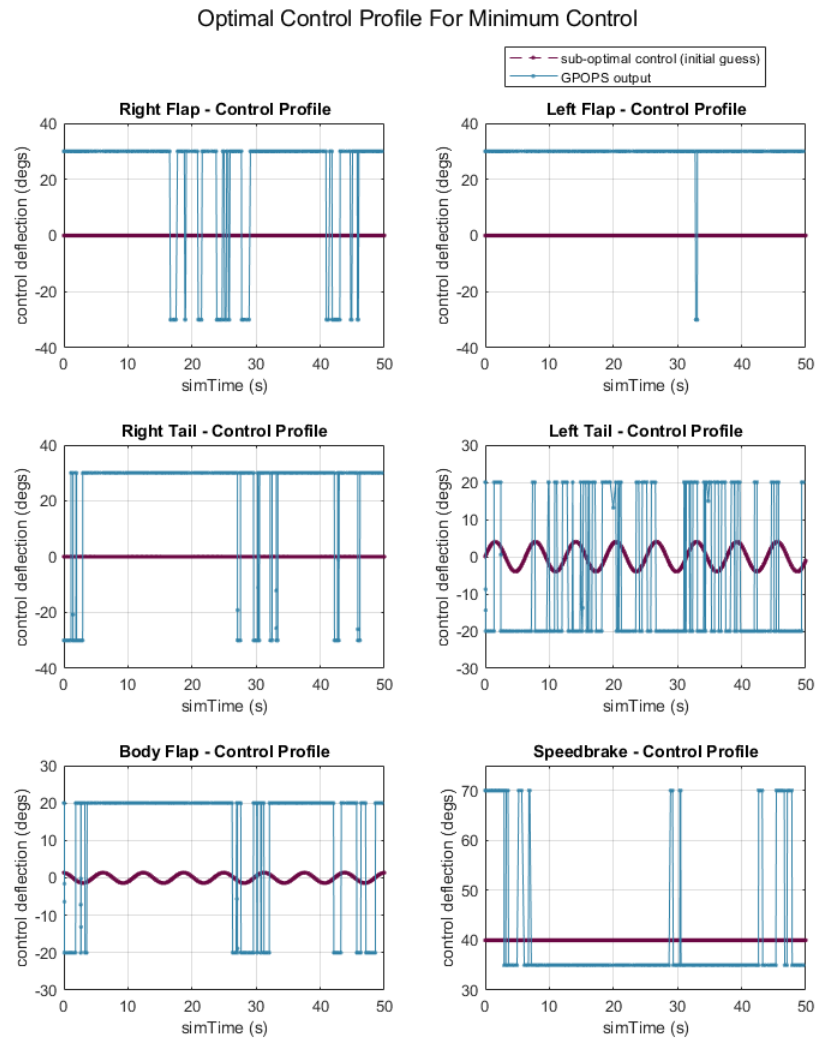 Optimal Control Profile For Minimum Control
sub-optimal control (initial guess)
GPOPS output
Right Flap - Control Profile
control deflection (degs)
40
20
0
-20
-40
0 10 20 30 40 50
simTime (s)
Left Flap - Control Profile
control deflection (degs)
40
20
0
-20
-40
0 10 20 30 40 50
simTime (s)
Right Tail - Control Profile
control deflection (degs)
40
20
0
-20
-40
0 10 20 30 40 50
simTime (s)
Left Tail - Control Profile
control deflection (degs)
30
20
10
0
-10
-20
-30
0 10 20 30 40 50
simTime (s)
Body Flap - Control Profile
control deflection (degs)
30
20
10
0
-10
-20
-30
0 10 20 30 40 50
simTime (s)
Speedbrake - Control Profile
control deflection (degs)
70
60
50
40
30
0 10 20 30 40 50
simTime (s)